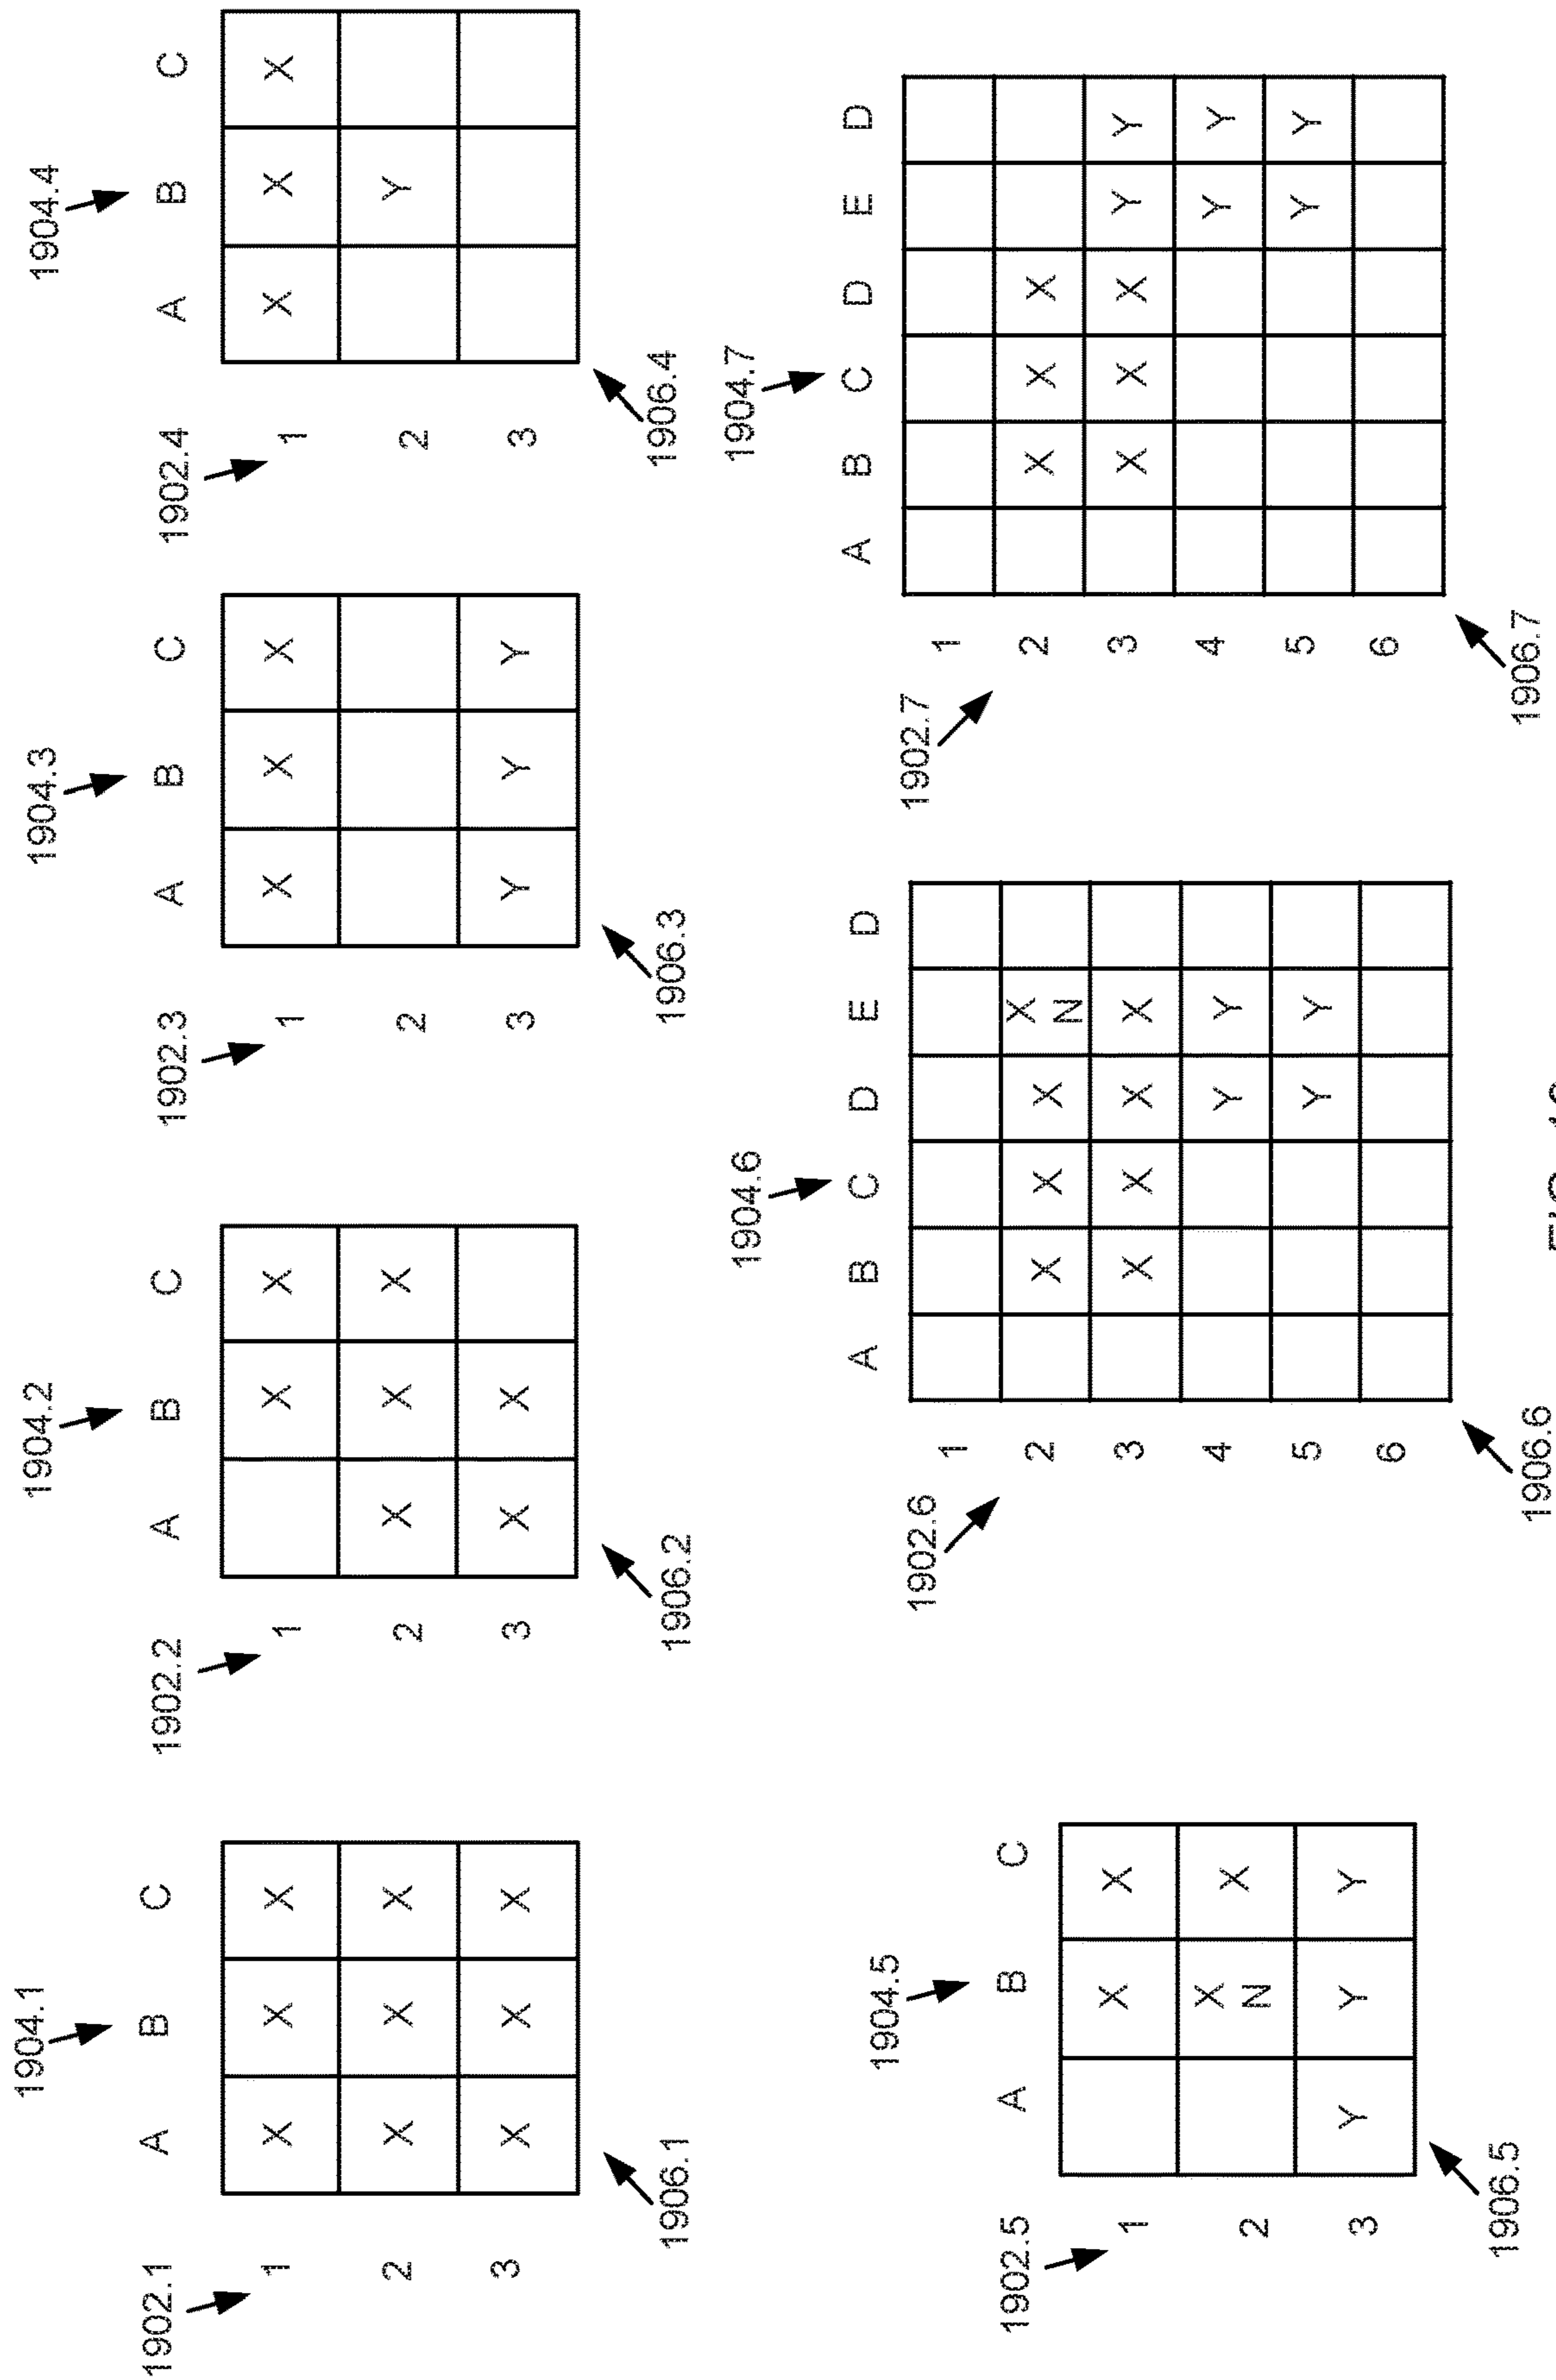 1904.1
1902.1
A B C
1 X X X
2 X X X
3 X X X
1906.1
1904.2
1902.2
A B C
1 X X
2 X X X
3 X X
1906.2
1904.3
1902.3
A B C
1 X X X
2
3 Y Y Y
1906.3
1904.4
1902.4
A B C
1 X X X
2 Y
3
1906.4
1904.5
1902.5
A B C
1 X X
2 X N X
3 Y Y Y
1906.5
1904.6
1902.6
A B C D E D
1
2 X X X X N
3 X X X X
4 Y Y
5 Y Y
6
1906.6
1904.7
1902.7
A B C D E D
1
2 X X X
3 X X X Y Y
4 Y Y
5 Y Y
6
1906.7